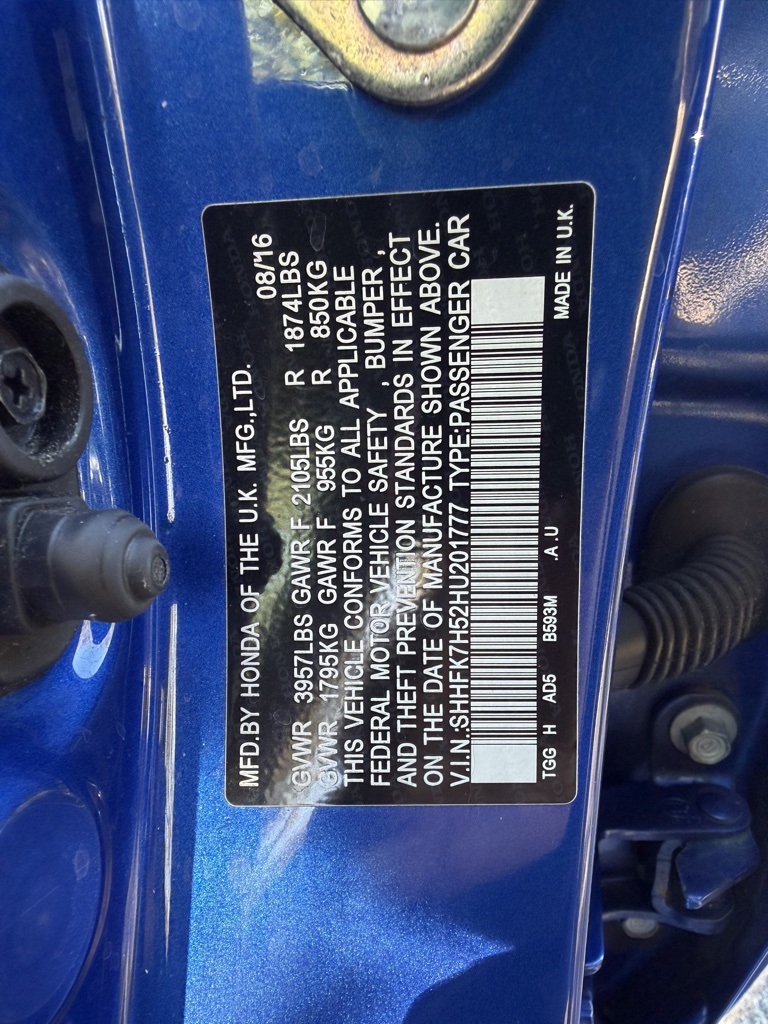 MFD.BY HONDA OF THE U.K. MFG.,LTD. 08/16
GVWR 3957LBS GAWR F 2105LBS R 1874LBS
GVWR 1795KG GAWR F 955KG R 850KG
THIS VEHICLE CONFORMS TO ALL APPLICABLE
FEDERAL MOTOR VEHICLE SAFETY , BUMPER ,
AND THEFT PREVENTION STANDARDS IN EFFECT
ON THE DATE OF MANUFACTURE SHOWN ABOVE.
V.I.N.:SHHFK7H52HU201777 TYPE:PASSENGER CAR
TGG H AD5 B593M .A .U MADE IN U.K.